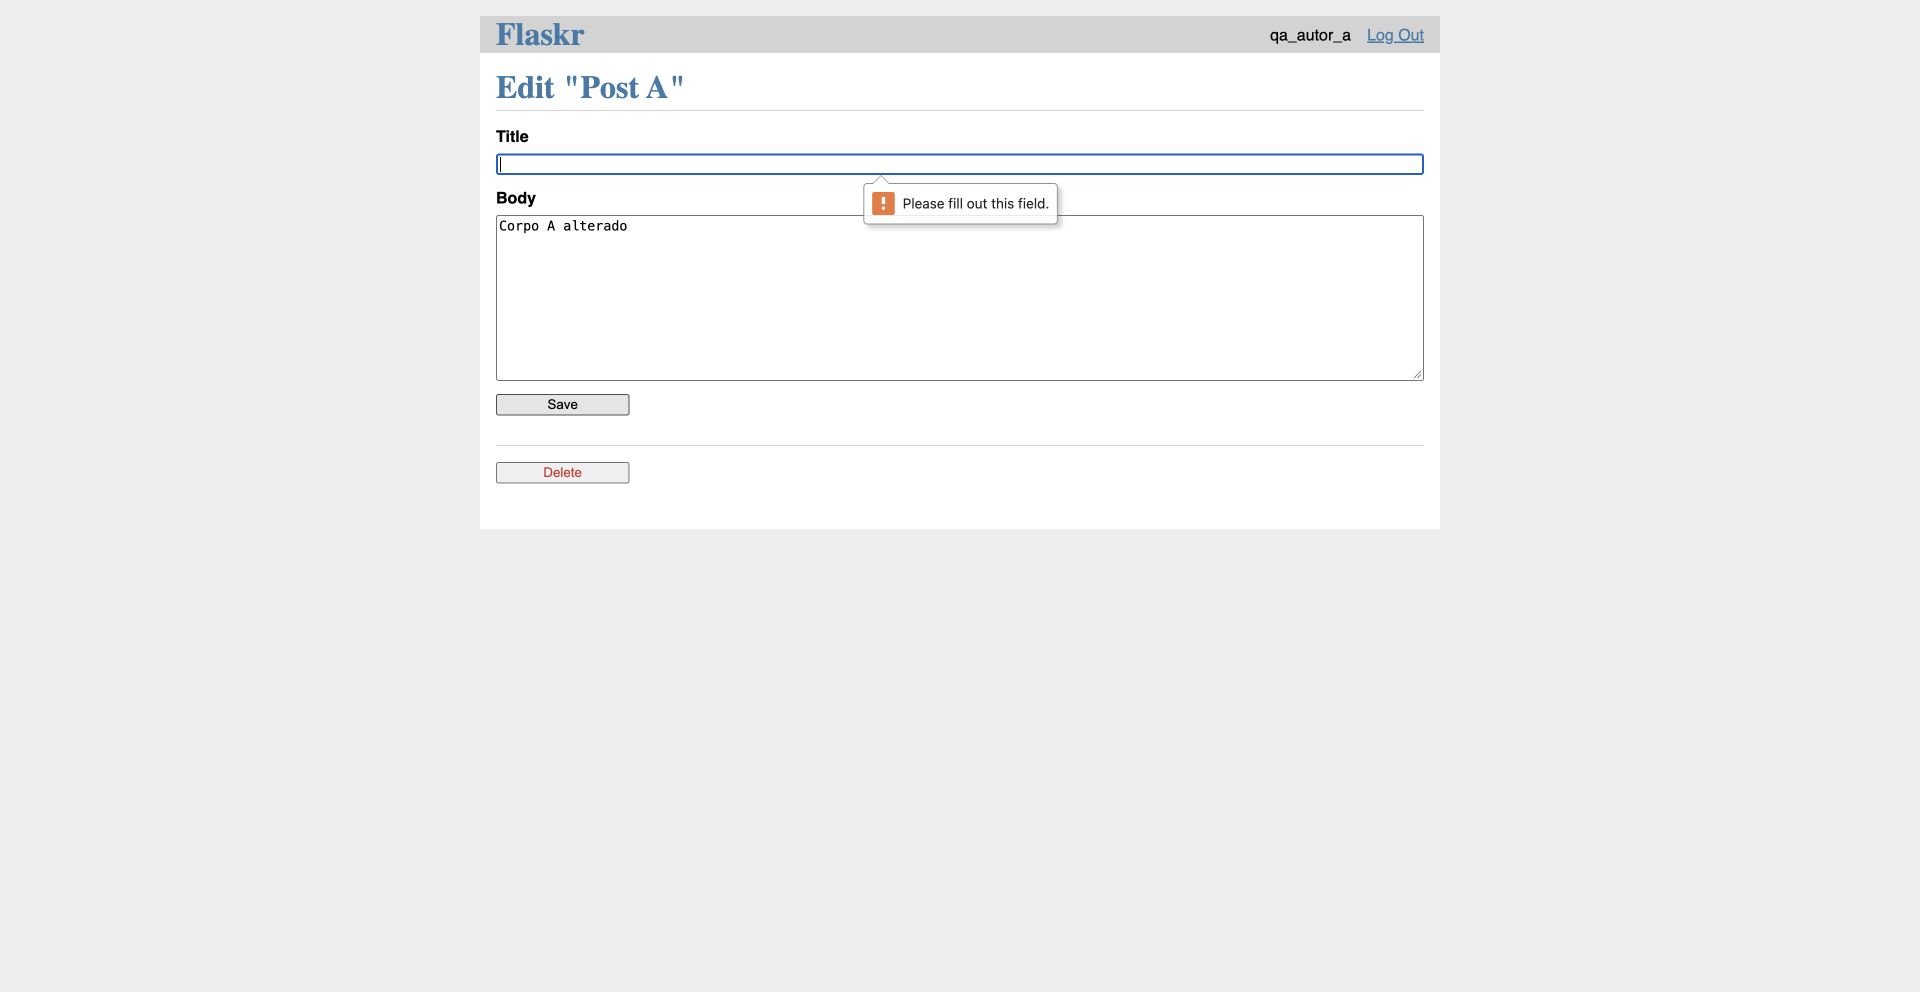 Flaskr
qa_autor_a Log Out
Edit "Post A"
Title
Please fill out this field.
Body
Corpo A alterado
Save
Delete